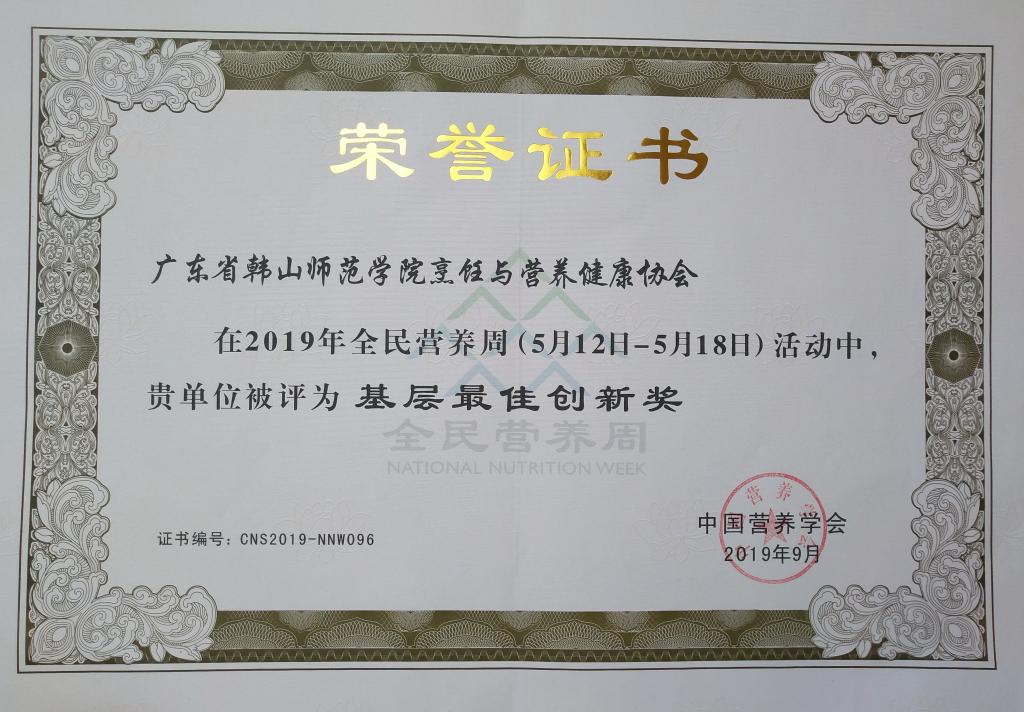 荣誉证书
广东省韩山师范学院烹饪与营养健康协会
在2019年全民营养周(5月12日-5月18日)活动中,
贵单位被评为 基层最佳创新奖
全民营养周
NATIONAL NUTRITION WEEK
证书编号: CNS2019-NNW096
中国营养学会
2019年9月